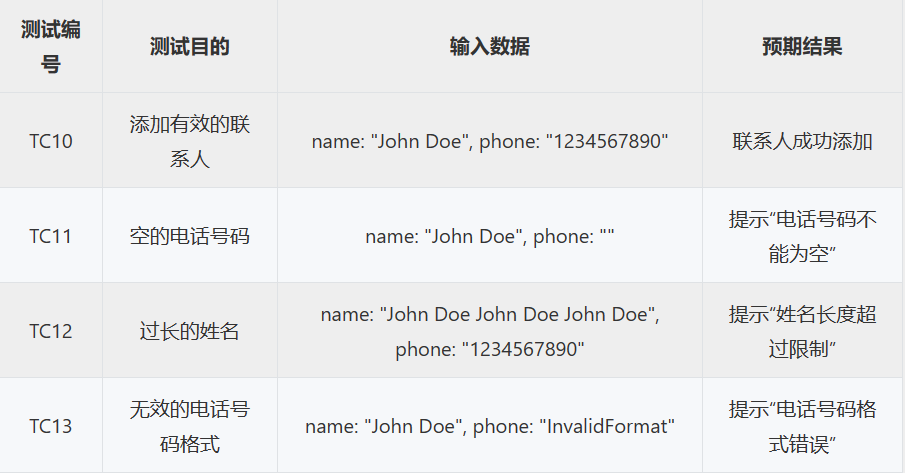 测试编
号
测试目的
输入数据
预期结果
TC10
添加有效的联
系人
name: "John Doe", phone: "1234567890"
联系人成功添加
TC11
空的电话号码
name: "John Doe", phone: ""
提示“电话号码不
能为空”
TC12
过长的姓名
name: "John Doe John Doe John Doe",
phone: "1234567890"
提示“姓名长度超
过限制”
TC13
无效的电话号
码格式
name: "John Doe", phone: "InvalidFormat"
提示“电话号码格
式错误”